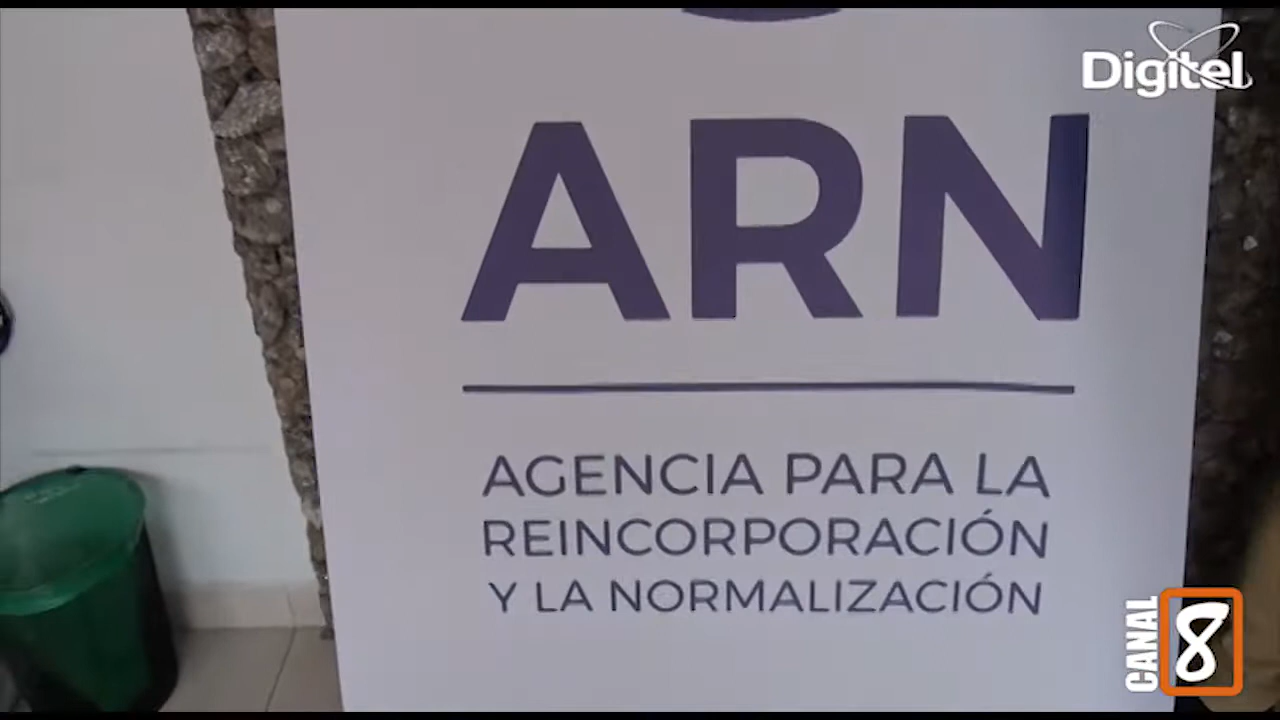 Digitel
ARN
AGENCIA PARA LA
REINCORPORACIÓN
Y LA NORMALIZACIÓN
CANAL 8